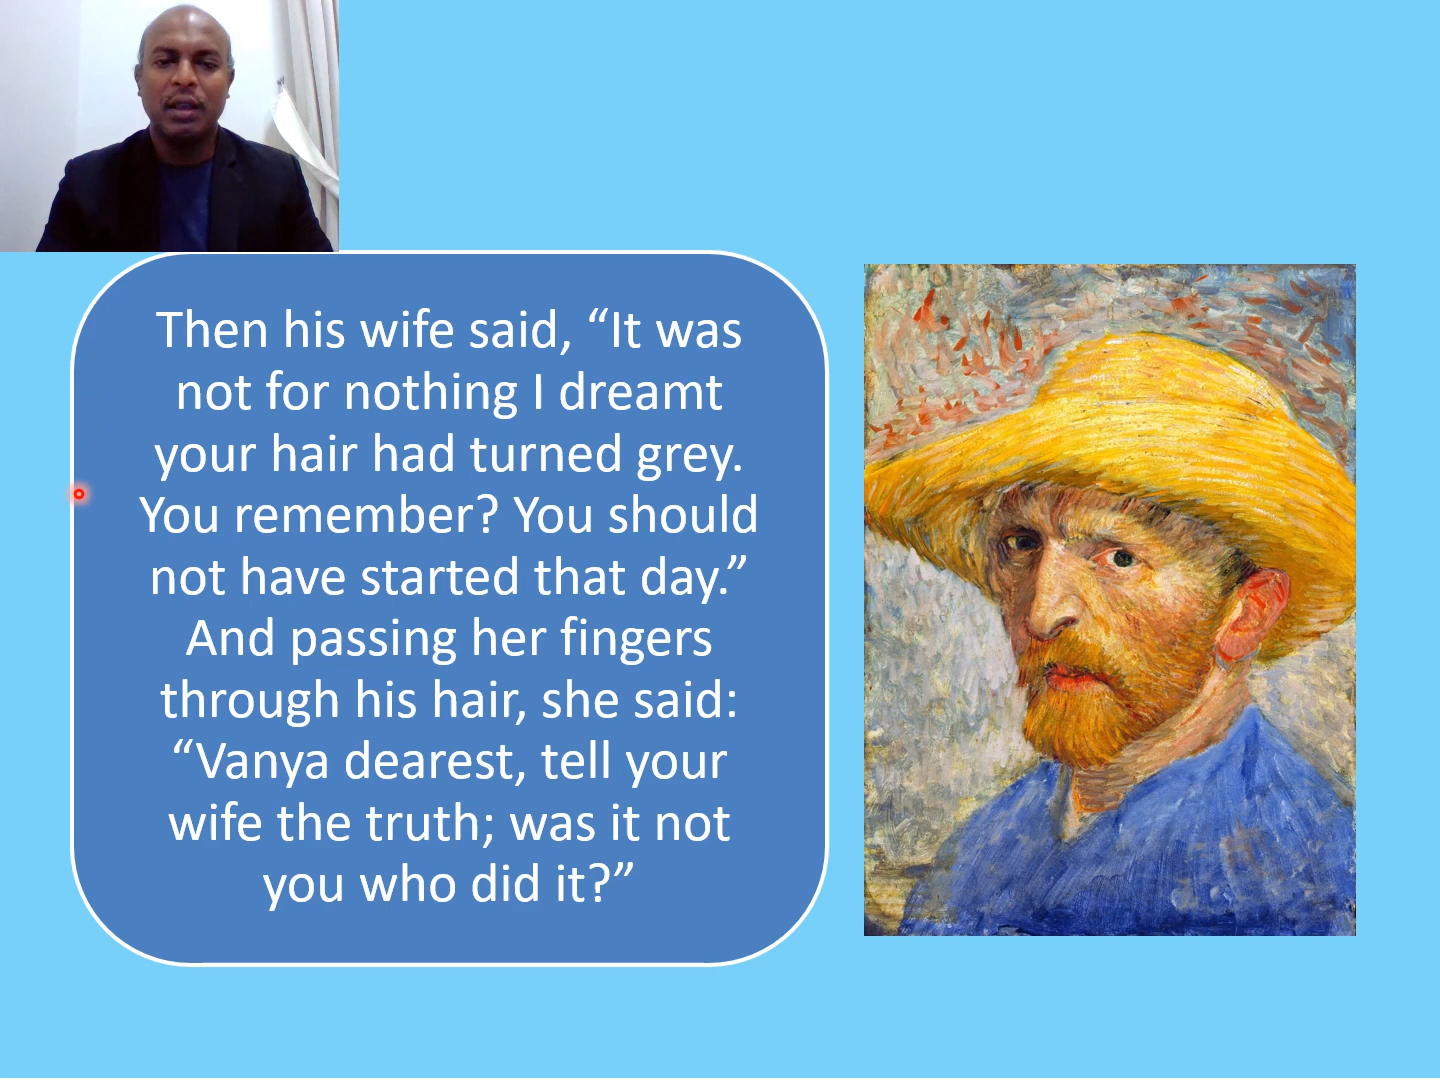 Then his wife said, “It was
not for nothing I dreamt
your hair had turned grey.
You remember? You should
not have started that day.”
And passing her fingers
through his hair, she said:
“Vanya dearest, tell your
wife the truth; was it not
you who did it?”